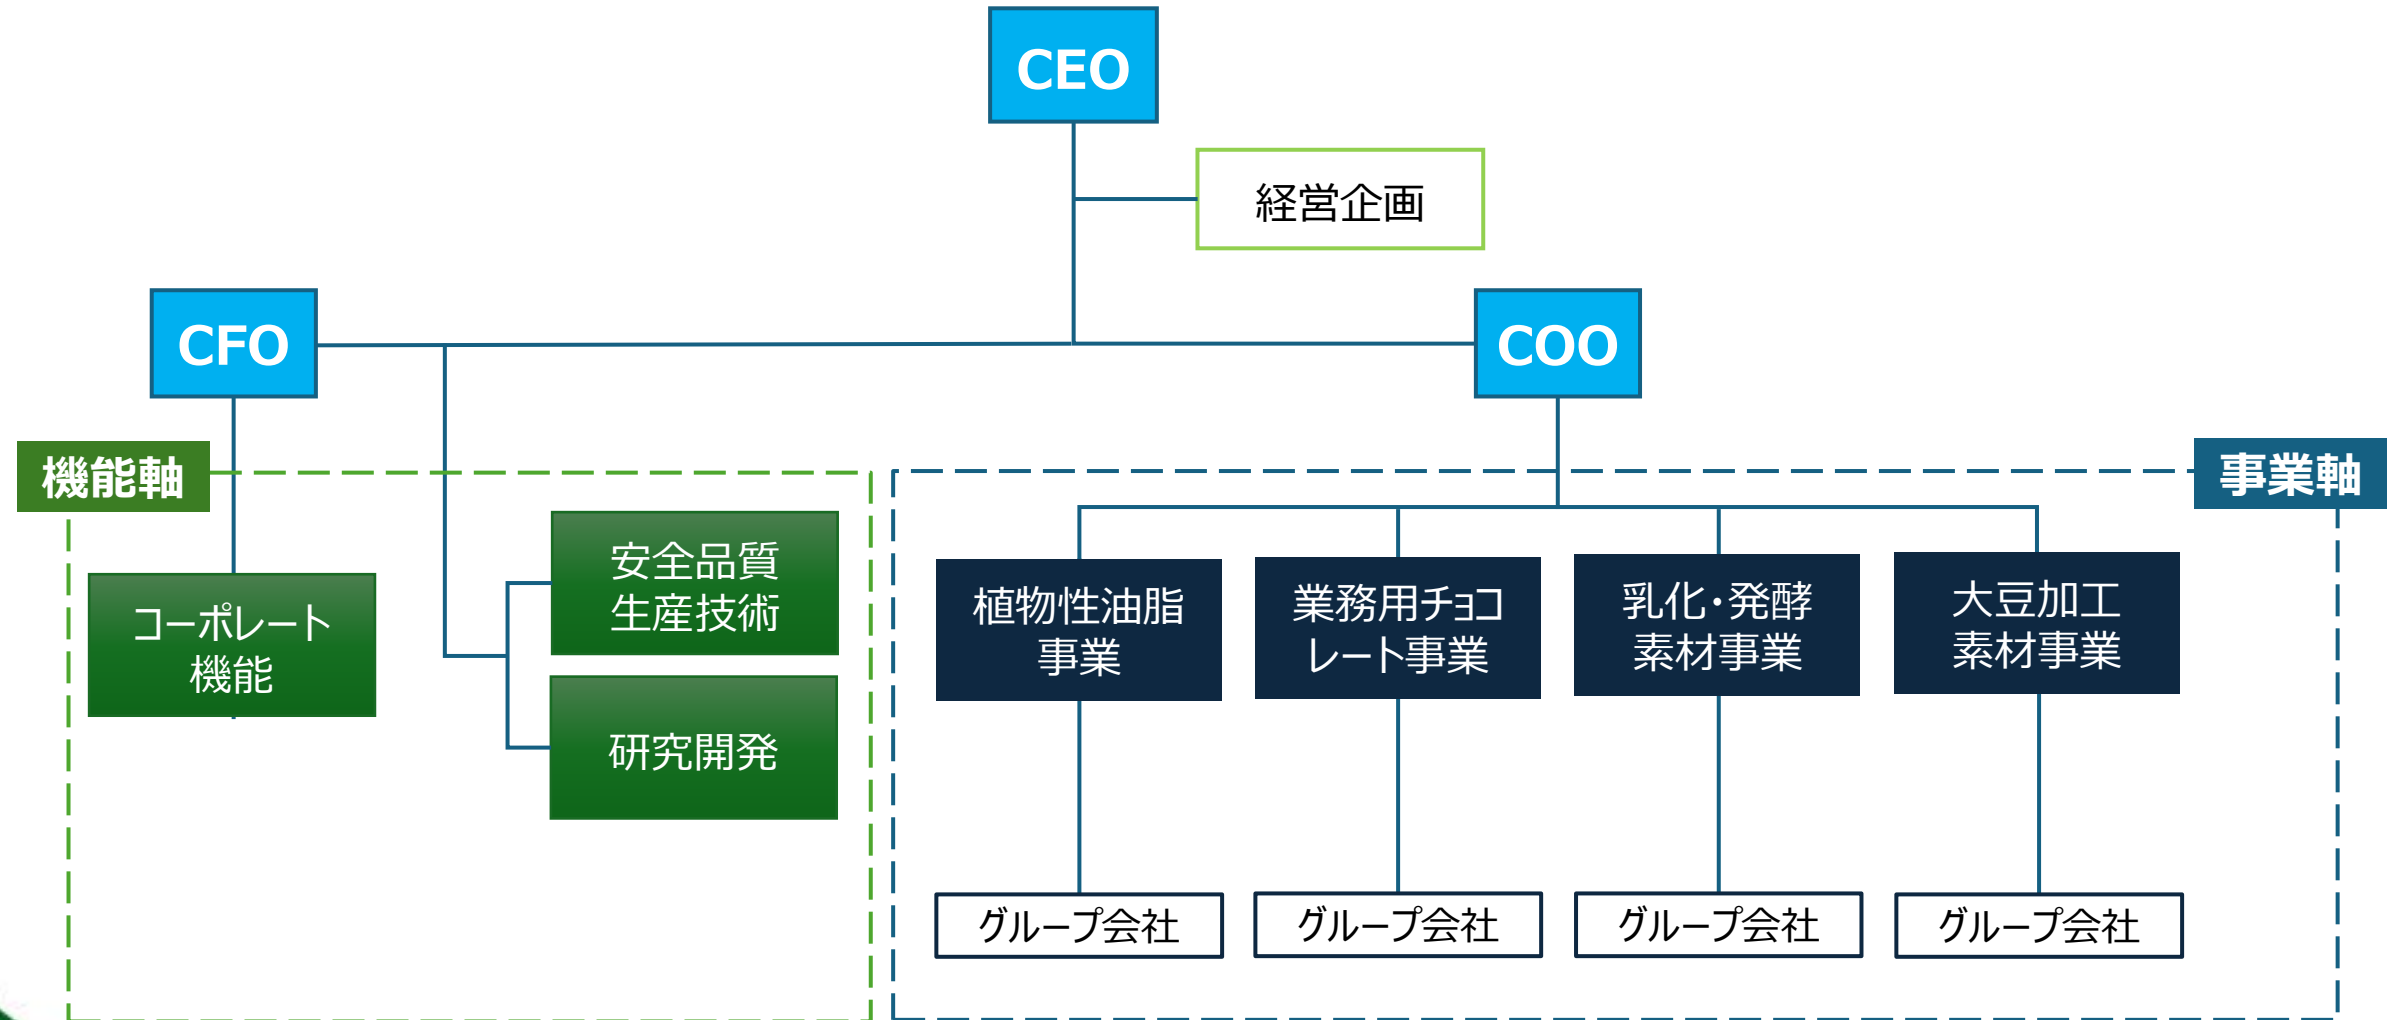 CEO
経営企画
CFO
COO
機能軸
事業軸
コーポレート
機能
安全品質
生産技術
研究開発
植物性油脂
事業
業務用チョコ
レート事業
乳化・発酵
素材事業
大豆加工
素材事業
グループ会社
グループ会社
グループ会社
グループ会社